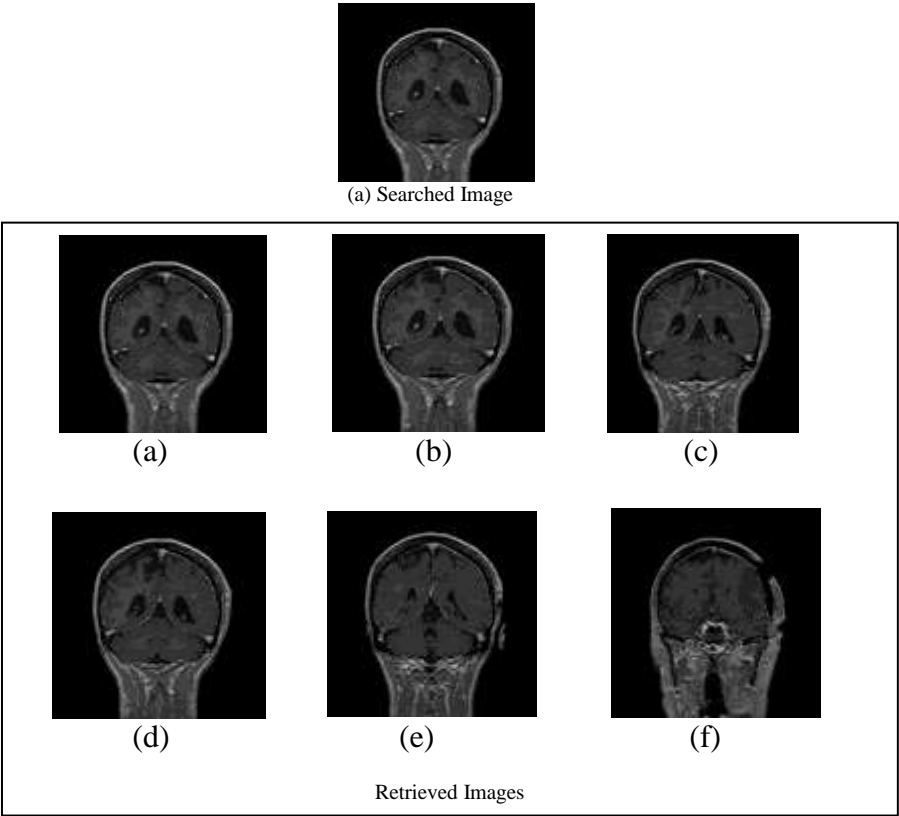 (a) Searched Image
(a) (b) (c)
(d) (e) (f)
Retrieved Images